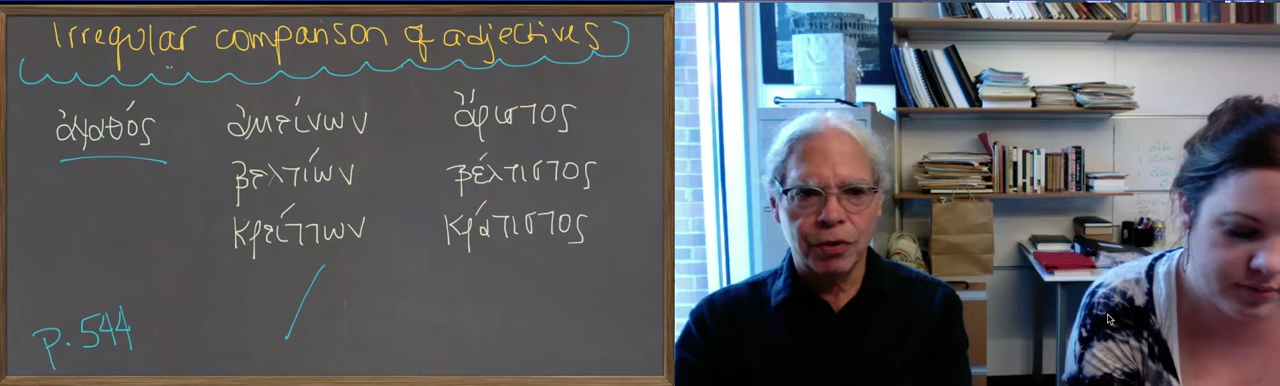 Irregular comparison of adjectives
ἀγαθός ἀμείνων ἄριστος
βελτίων βέλτιστος
κρείττων κράτιστος
p. 544